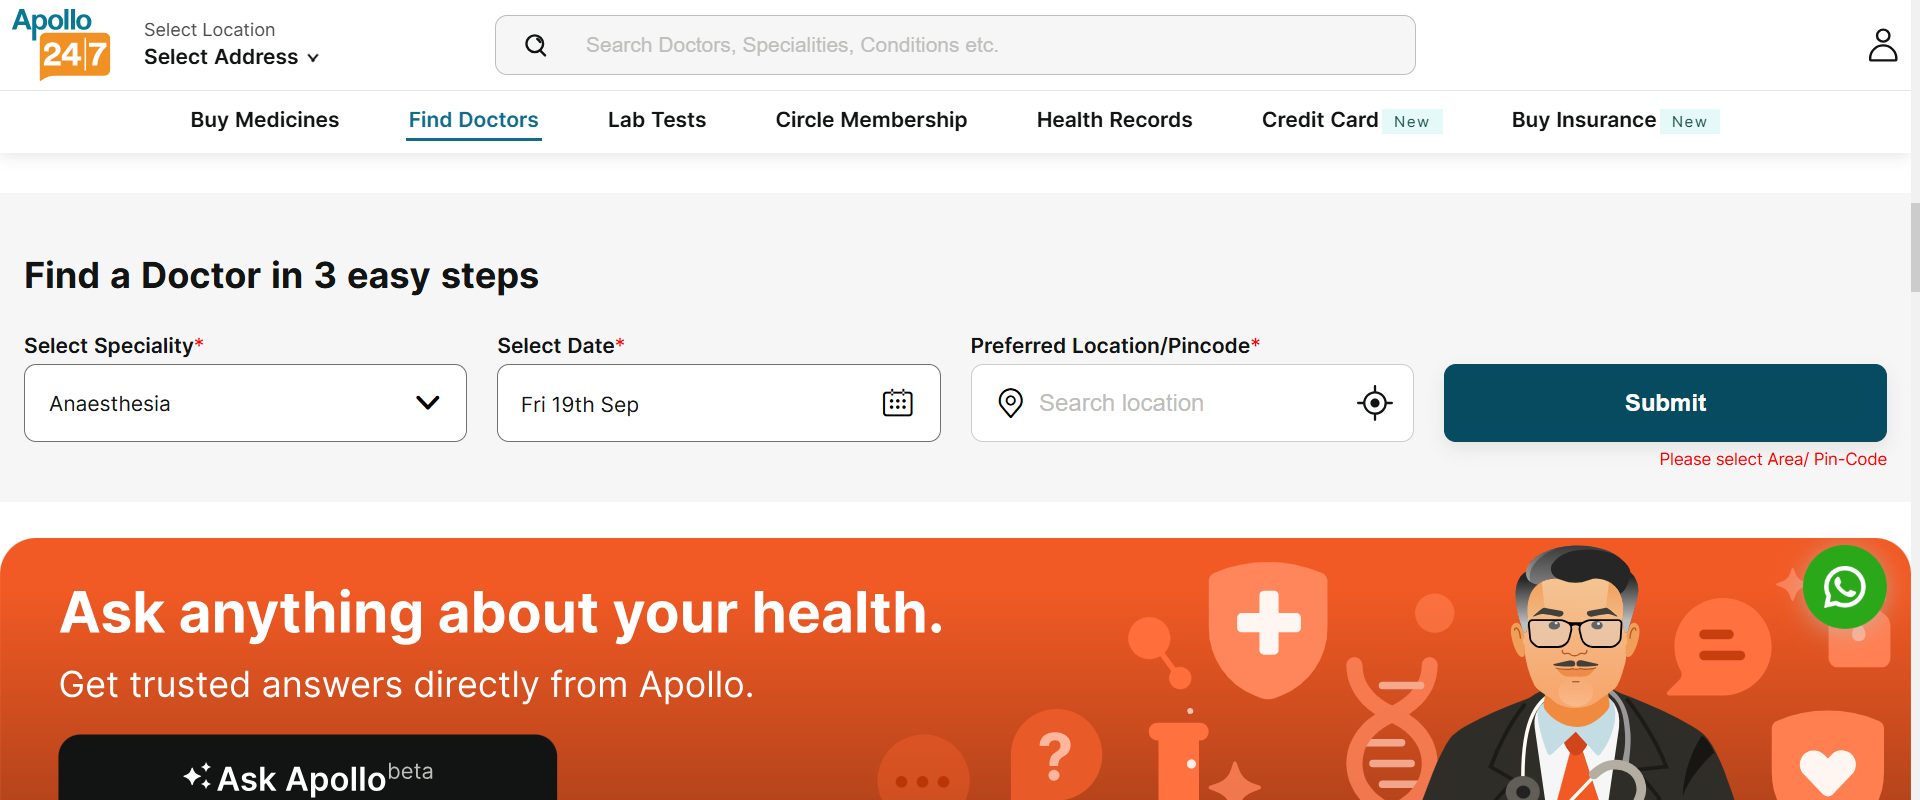 Apollo
24|7
Select Location
Select Address
Search Doctors, Specialities, Conditions etc.
Buy Medicines
Find Doctors
Lab Tests
Circle Membership
Health Records
Credit Card New
Buy Insurance New
Find a Doctor in 3 easy steps
Select Speciality*
Select Date*
Preferred Location/Pincode*
Anaesthesia
Fri 19th Sep
Search location
Submit
Please select Area/ Pin-Code
Ask anything about your health.
Get trusted answers directly from Apollo.
?
Ask Apollo beta